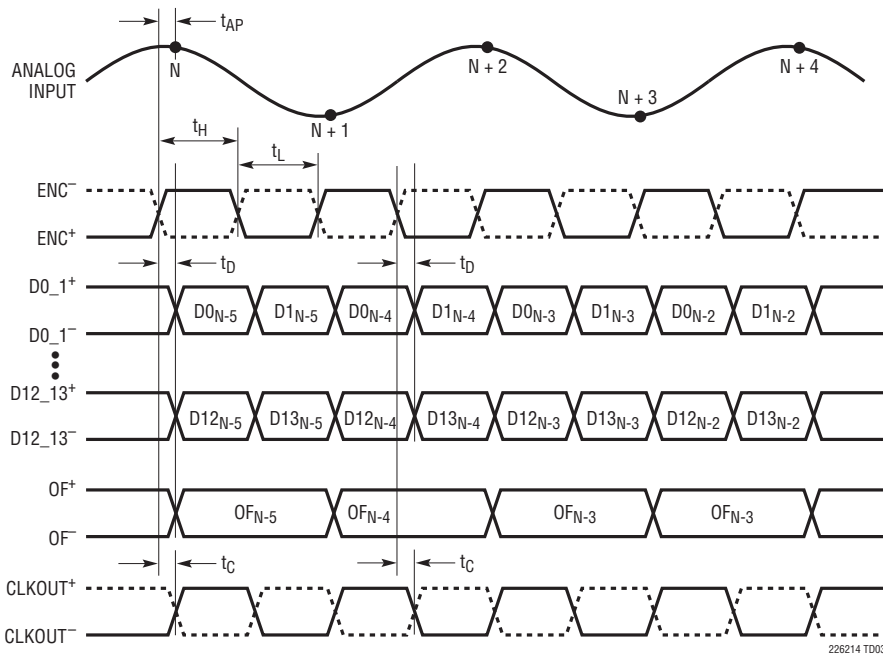 tAP
ANALOG
INPUT
N
N + 1
N + 2
N + 3
N + 4
tH
tL
ENC–
ENC+
tD
tD
D0_1+
D0_1–
D0N-5
D1N-5
D0N-4
D1N-4
D0N-3
D1N-3
D0N-2
D1N-2
D12_13+
D12_13–
D12N-5
D13N-5
D12N-4
D13N-4
D12N-3
D13N-3
D12N-2
D13N-2
OF+
OF–
OFN-5
OFN-4
OFN-3
OFN-3
tC
tC
CLKOUT+
CLKOUT–
226214 TD03